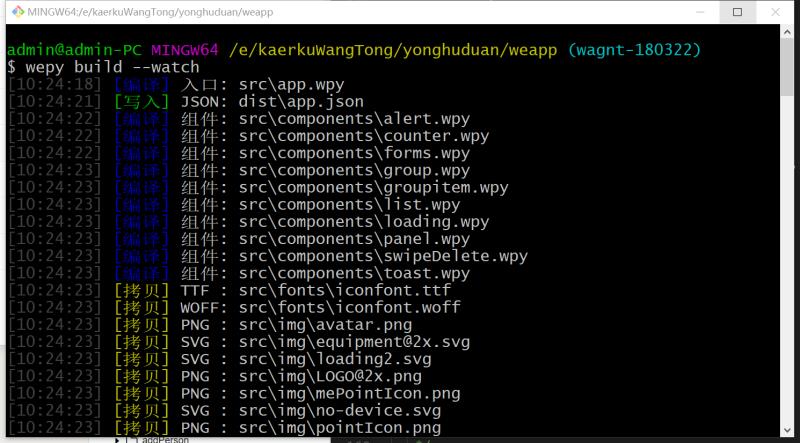 MINGW64:/e/kaerkuWangTong/yonghuduan/weapp
admin@admin-PC MINGW64 /e/kaerkuWangTong/yonghuduan/weapp (wagnt-180322)
$ wepy build --watch
[10:24:18] [编译] 入口: src\app.wpy
[10:24:21] [写入] JSON: dist\app.json
[10:24:22] [编译] 组件: src\components\alert.wpy
[10:24:22] [编译] 组件: src\components\counter.wpy
[10:24:22] [编译] 组件: src\components\forms.wpy
[10:24:23] [编译] 组件: src\components\group.wpy
[10:24:23] [编译] 组件: src\components\groupitem.wpy
[10:24:23] [编译] 组件: src\components\list.wpy
[10:24:23] [编译] 组件: src\components\loading.wpy
[10:24:23] [编译] 组件: src\components\panel.wpy
[10:24:23] [编译] 组件: src\components\swipeDelete.wpy
[10:24:23] [编译] 组件: src\components\toast.wpy
[10:24:23] [拷贝] TTF : src\fonts\iconfont.ttf
[10:24:23] [拷贝] WOFF: src\fonts\iconfont.woff
[10:24:23] [拷贝] PNG : src\img\avatar.png
[10:24:23] [拷贝] SVG : src\img\equipment@2x.svg
[10:24:23] [拷贝] SVG : src\img\loading2.svg
[10:24:23] [拷贝] PNG : src\img\LOGO@2x.png
[10:24:23] [拷贝] PNG : src\img\mePointIcon.png
[10:24:23] [拷贝] SVG : src\img\no-device.svg
[10:24:23] [拷贝] PNG : src\img\pointIcon.png
addPerson